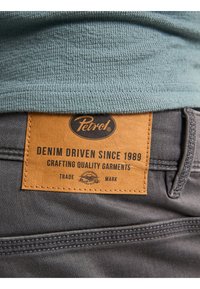 Petrol
DENIM DRIVEN SINCE 1989
CRAFTING QUALITY GARMENTS
TRADE MARK